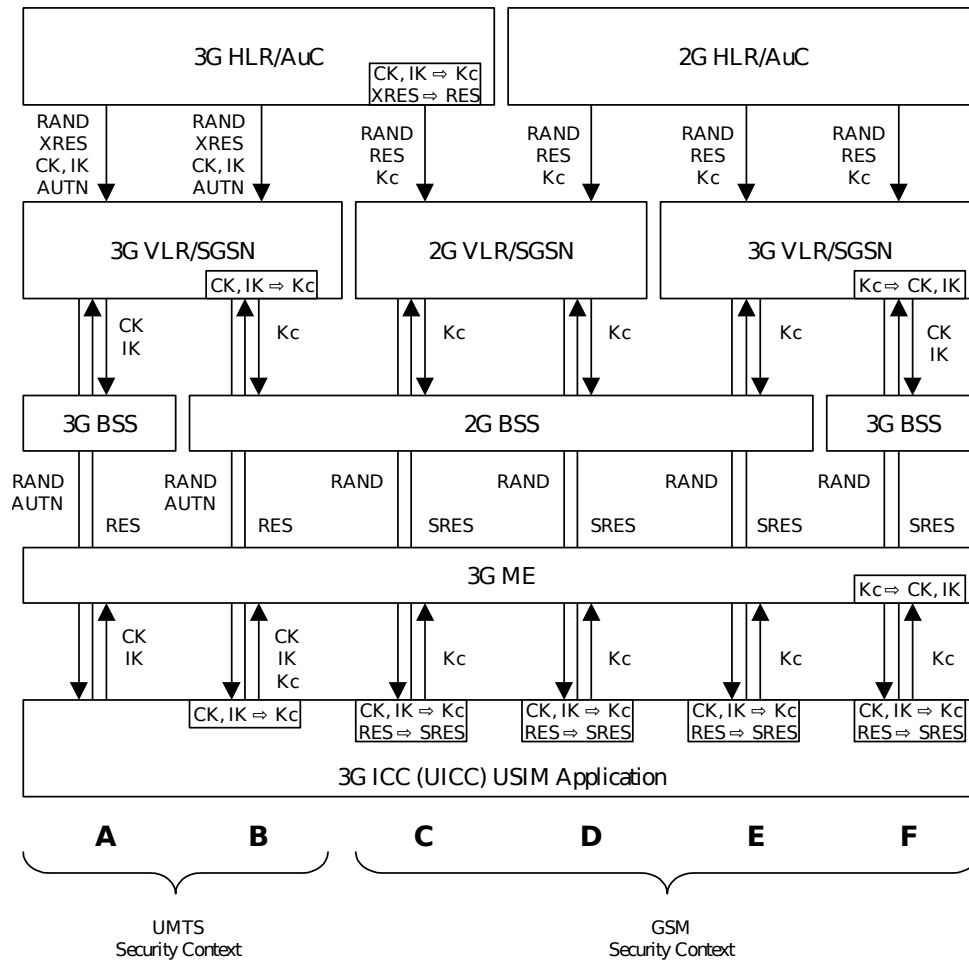 3G HLR/AuC
CK, IK ⇨ Kc
XRES ⇨ RES
2G HLR/AuC
RAND
XRES
CK, IK
AUTN
RAND
XRES
CK, IK
AUTN
RAND
RES
Kc
RAND
RES
Kc
RAND
RES
Kc
RAND
RES
Kc
3G VLR/SGSN
CK, IK ⇨ Kc
2G VLR/SGSN
3G VLR/SGSN
Kc ⇨ CK, IK
CK
IK
Kc
Kc
Kc
Kc
CK
IK
3G BSS
2G BSS
3G BSS
RAND
AUTN
RES
RAND
AUTN
RES
RAND
SRES
RAND
SRES
RAND
SRES
RAND
SRES
3G ME
Kc ⇨ CK, IK
CK
IK
CK
IK
Kc
Kc
Kc
Kc
Kc
CK, IK ⇨ Kc
CK, IK ⇨ Kc
RES ⇨ SRES
CK, IK ⇨ Kc
RES ⇨ SRES
CK, IK ⇨ Kc
RES ⇨ SRES
CK, IK ⇨ Kc
RES ⇨ SRES
3G ICC (UICC) USIM Application
A B C D E F
UMTS
Security Context
GSM
Security Context